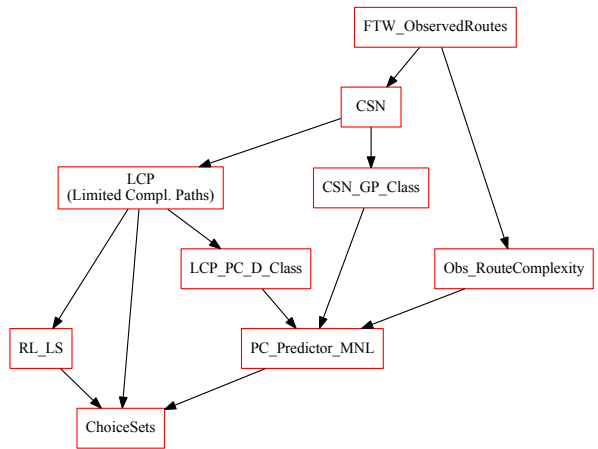 FTW_ObservedRoutes
CSN
LCP
(Limited Compl. Paths)
CSN_GP_Class
LCP_PC_D_Class
Obs_RouteComplexity
RL_LS
PC_Predictor_MNL
ChoiceSets